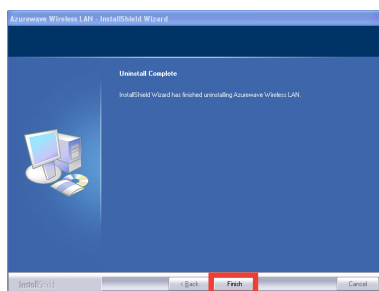 Azurewave Wireless LAN - InstallShield Wizard
Uninstall Complete
InstallShield Wizard has finished uninstalling Azurewave Wireless LAN.
InstallShield
< Back
Finish
Cancel